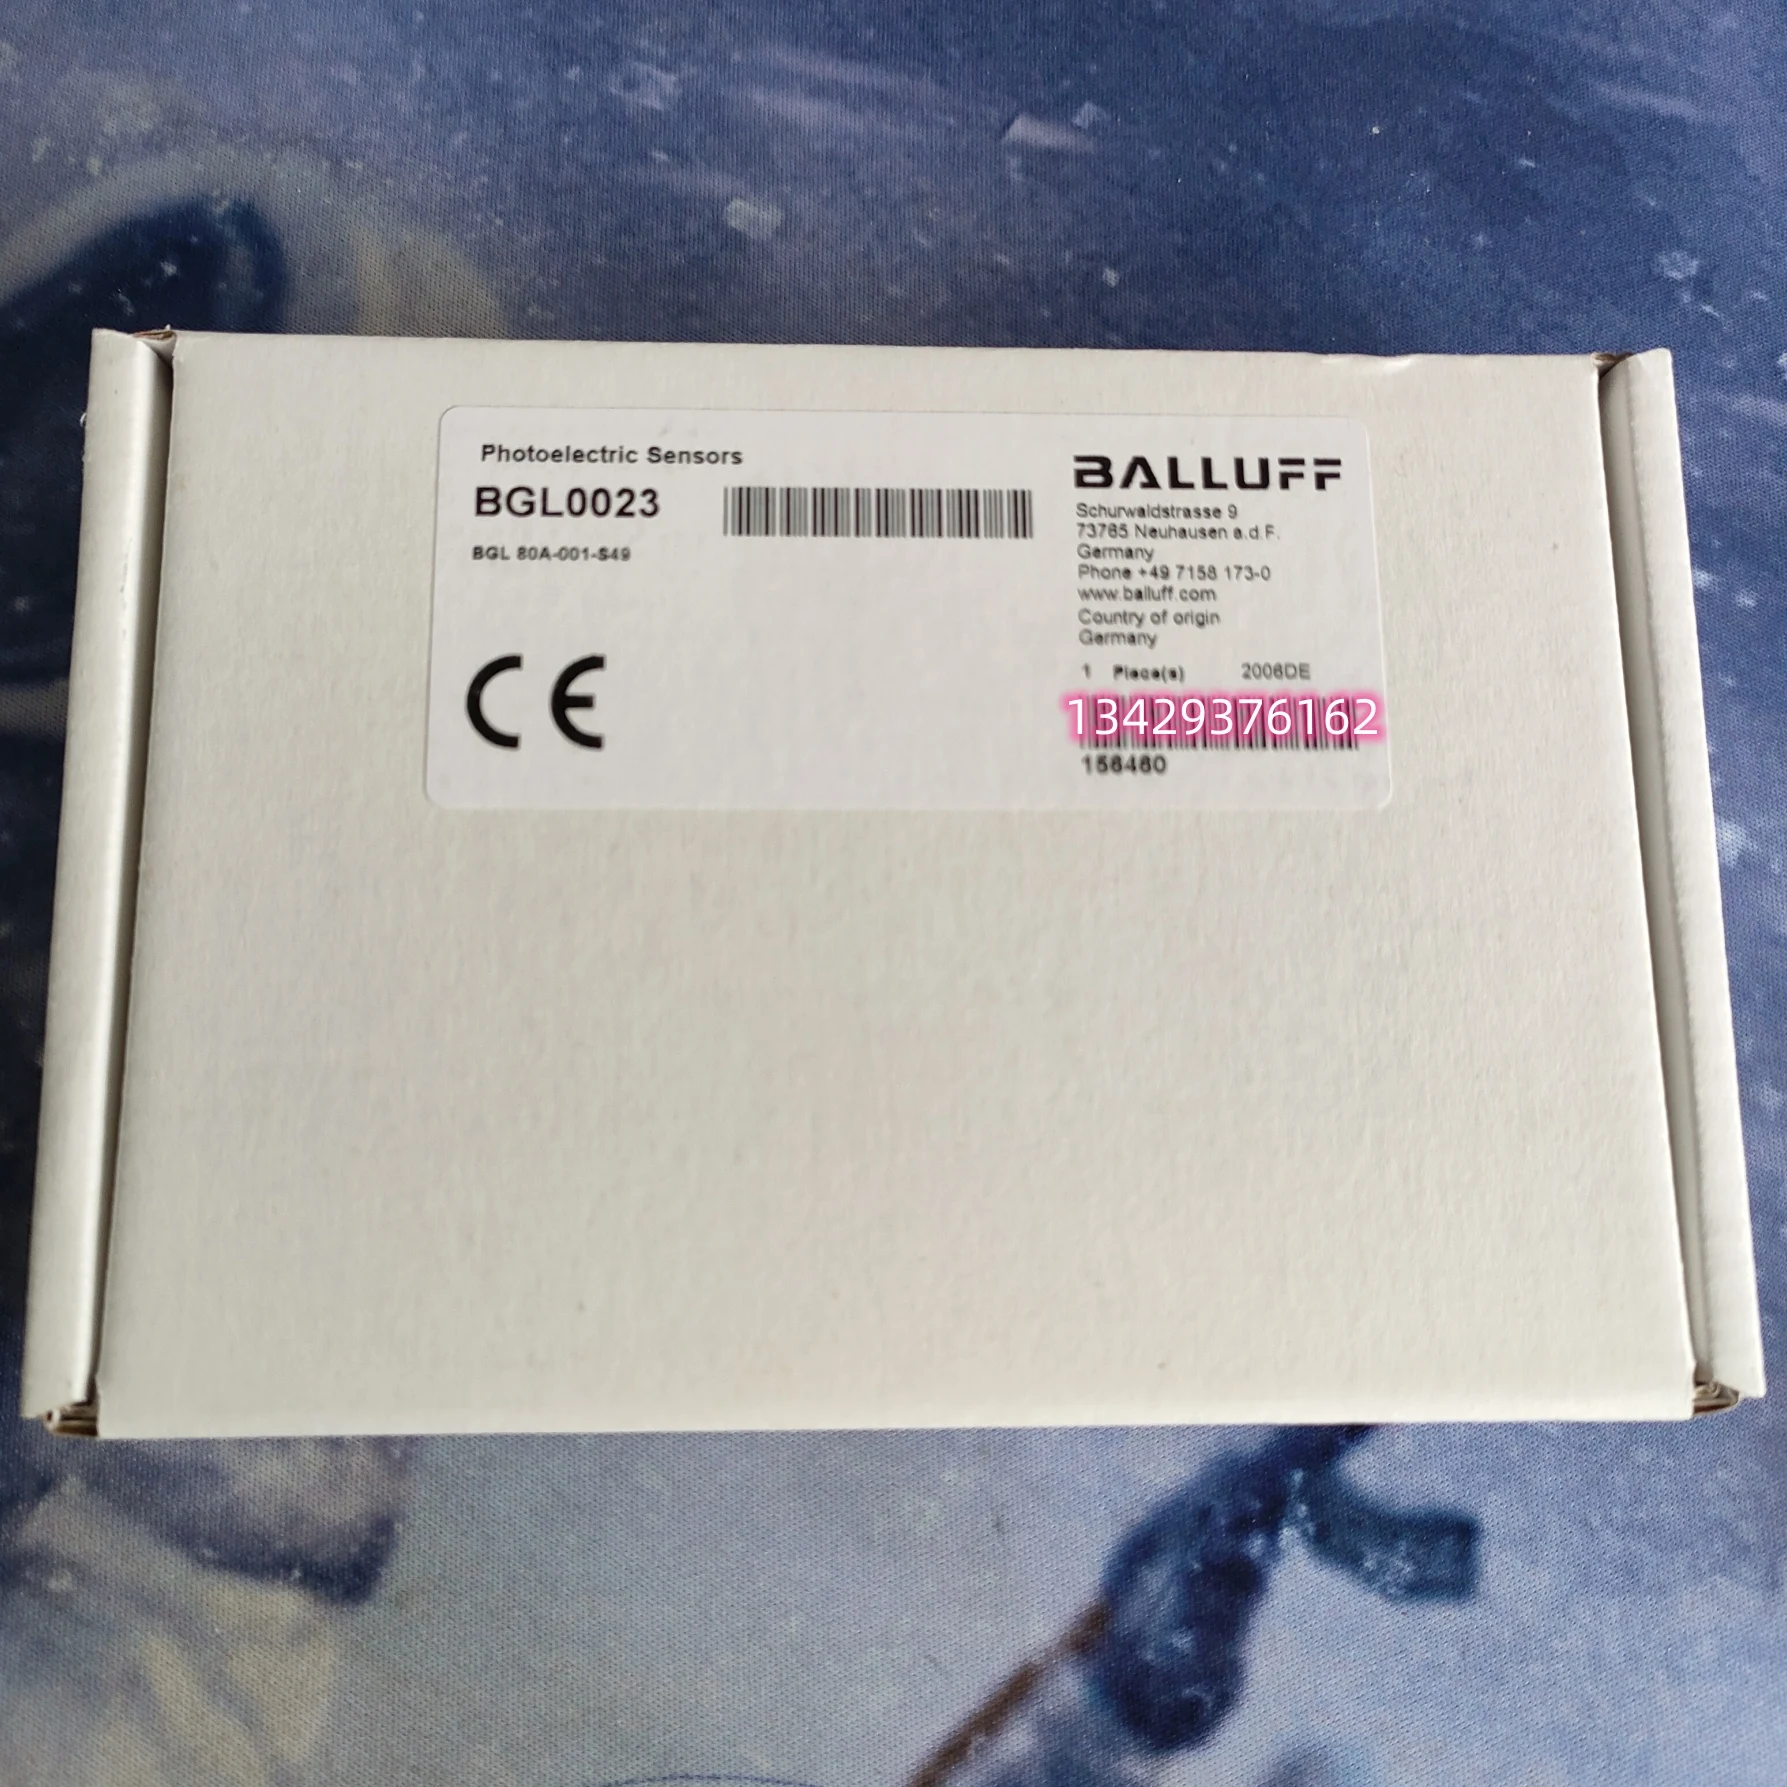 Photoelectric Sensors
BGL0023
BGL 80A-001-S49
BALLUFF
Schurwaldstrasse 9
73765 Neuhausen a.d.F.
Germany
Phone +49 7158 173-0
www.balluff.com
Country of origin
Germany
1 Piece(s) 2006DE
13429376162
156460
CE